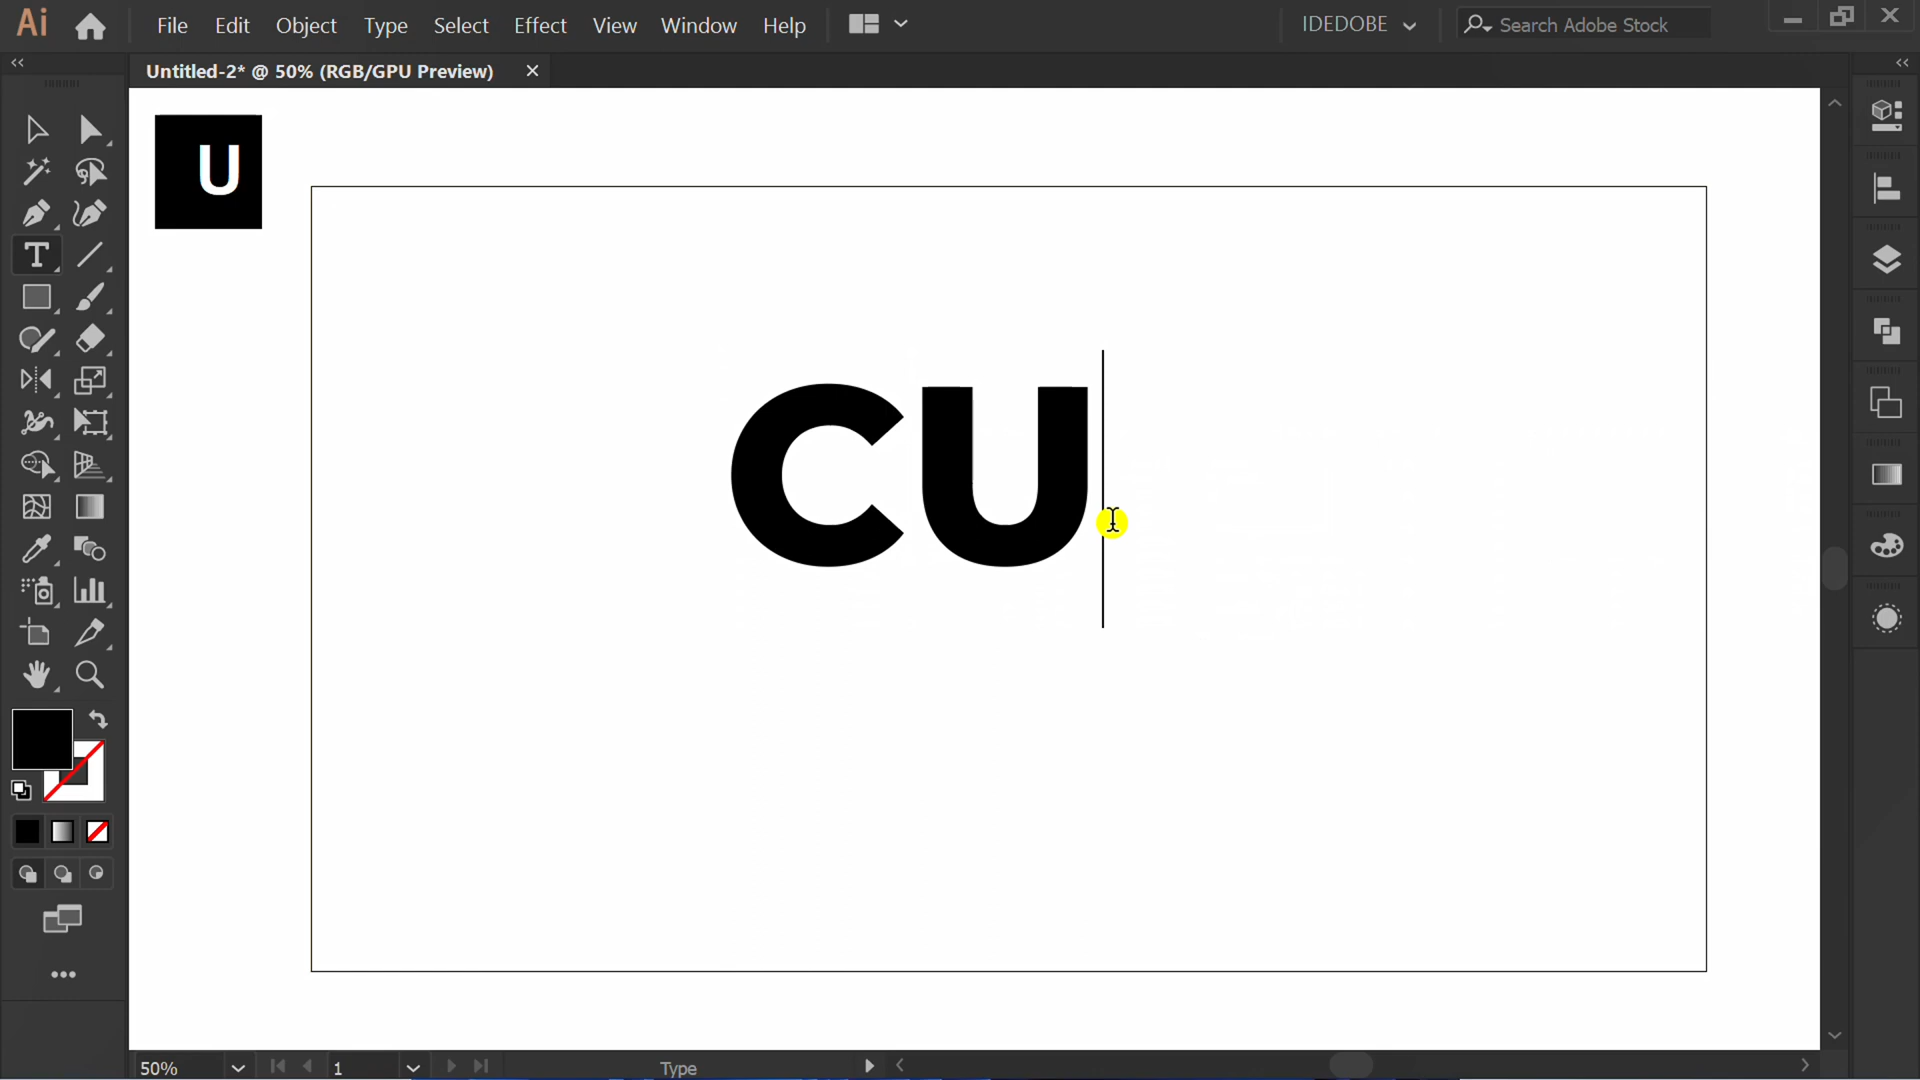 Ai File Edit Object Type Select Effect View Window Help IDEDOBE Search Adobe Stock
Untitled-2* @ 50% (RGB/GPU Preview)
U
T
CU
50% 1 Type